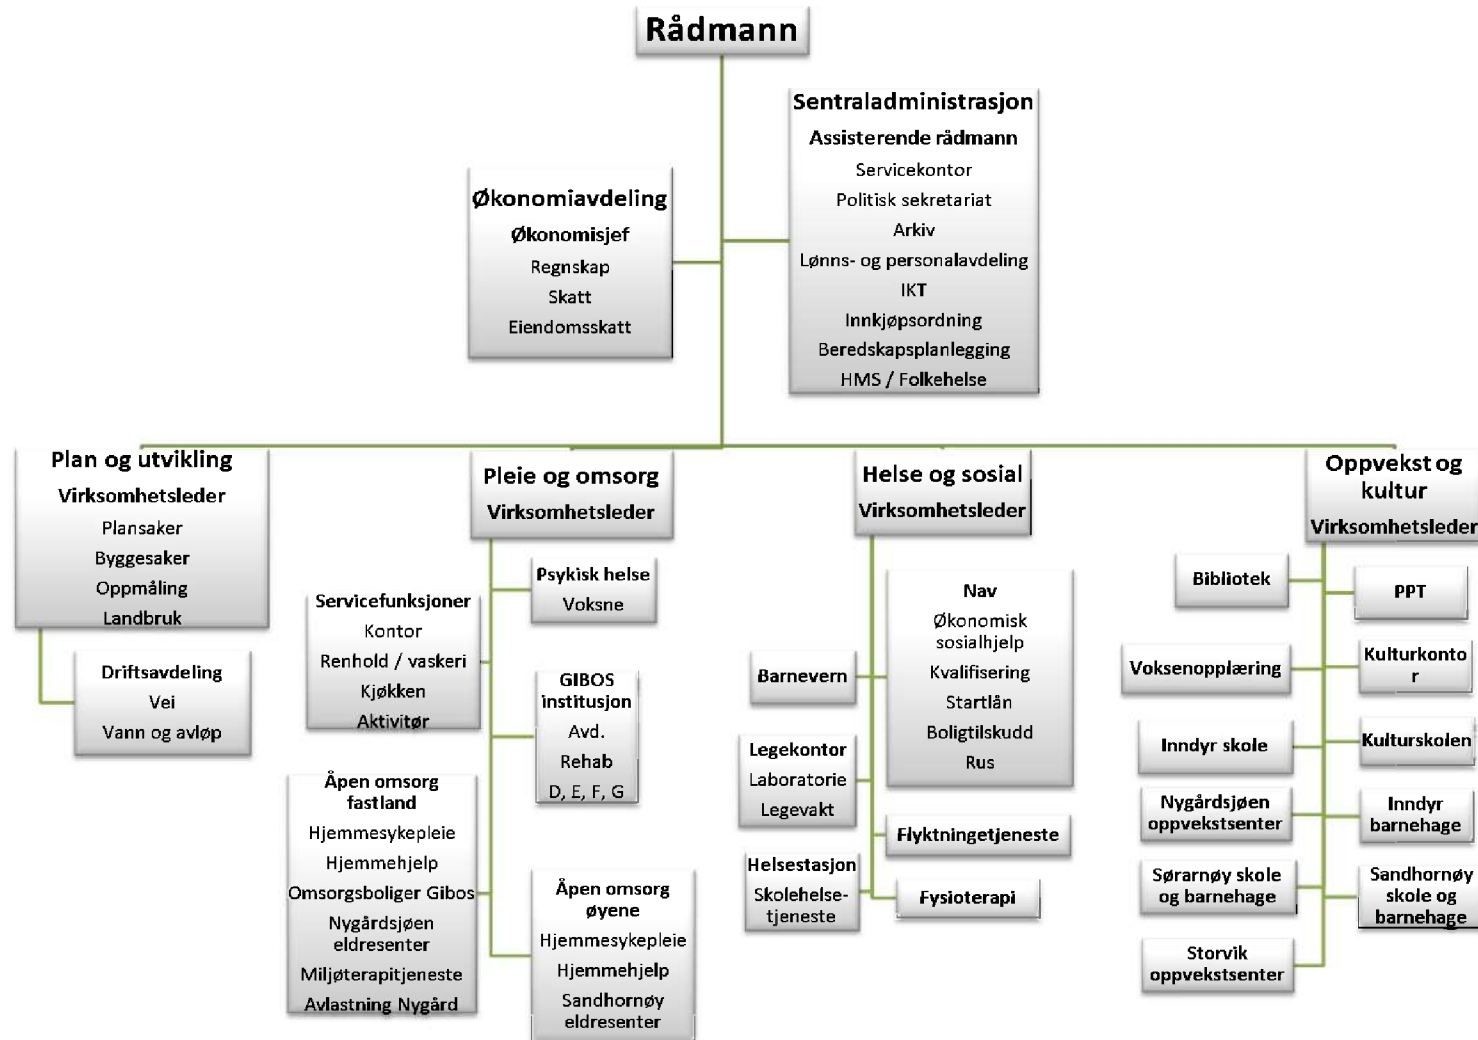 Rådmann
Sentraladministrasjon
Assisterende rådmann
Servicekontor
Politisk sekretariat
Arkiv
Lønns- og personalavdeling
IKT
Innkjøpsordning
Beredskapsplanlegging
HMS / Folkehelse
Økonomiavdeling
Økonomisjef
Regnskap
Skatt
Eiendomsskatt
Plan og utvikling
Virksomhetsleder
Plansaker
Byggesaker
Oppmåling
Landbruk
Driftsavdeling
Vei
Vann og avløp
Pleie og omsorg
Virksomhetsleder
Psykisk helse
Voksne
Servicefunksjoner
Kontor
Renhold / vaskeri
Kjøkken
Aktivitør
GIBOS
institusjon
Avd.
Rehab
D, E, F, G
Åpen omsorg
fastland
Hjemmesykepleie
Hjemmehjelp
Omsorgsboliger Gibos
Nygårdsjøen
eldresenter
Miljøterapitjeneste
Avlastning Nygård
Åpen omsorg
øyene
Hjemmesykepleie
Hjemmehjelp
Sandhornøy
eldresenter
Helse og sosial
Virksomhetsleder
Nav
Økonomisk
sosialhjelp
Kvalifisering
Startlån
Boligtilskudd
Rus
Barnevern
Legekontor
Laboratorie
Legevakt
Flyktningetjeneste
Helsestasjon
Skolehelse-
tjeneste
Fysioterapi
Oppvekst og
kultur
Virksomhetsleder
Bibliotek
PPT
Voksenopplæring
Kulturkonto
r
Inndyr skole
Kulturskolen
Nygårdsjøen
oppvekstsenter
Inndyr
barnehage
Sørarnøy skole
og barnehage
Sandhornøy
skole og
barnehage
Storvik
oppvekstsenter